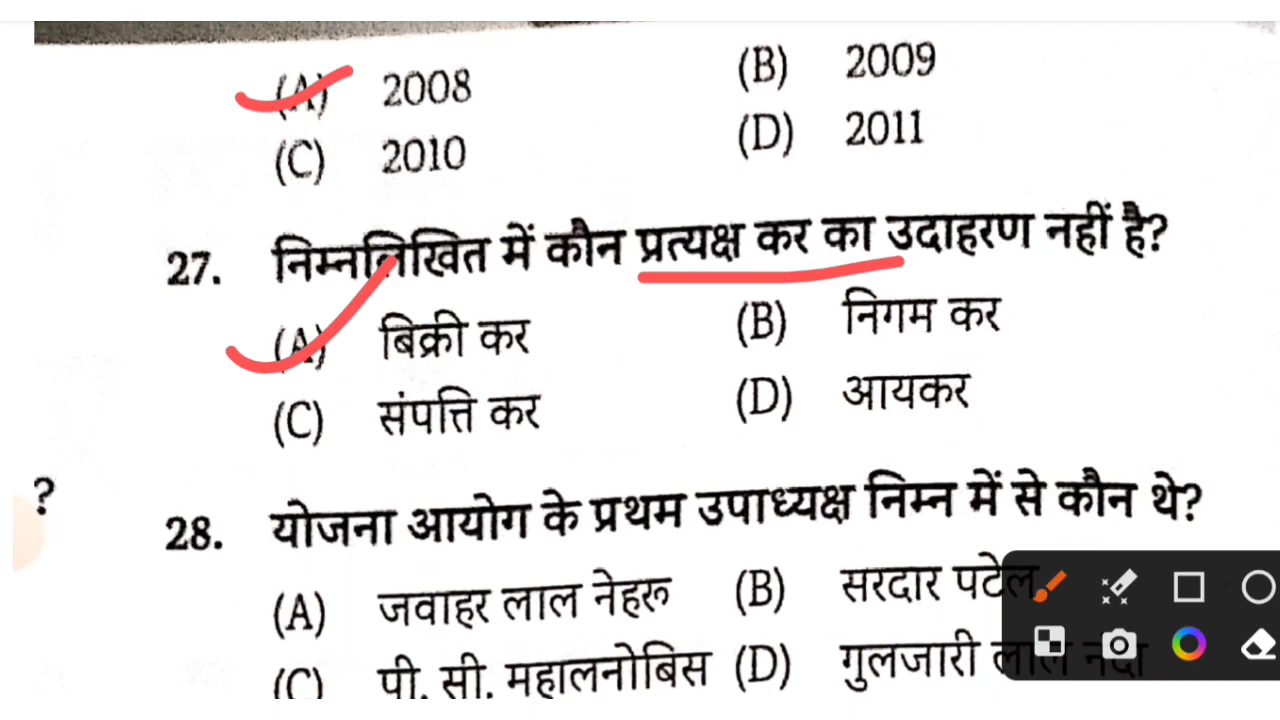 (A) 2008 (B) 2009
(C) 2010 (D) 2011
27. निम्नलिखित में कौन प्रत्यक्ष कर का उदाहरण नहीं है?
(A) बिक्री कर (B) निगम कर
(C) संपत्ति कर (D) आयकर
?
28. योजना आयोग के प्रथम उपाध्यक्ष निम्न में से कौन थे?
(A) जवाहर लाल नेहरू (B) सरदार पटेल
(C) पी. सी. महालनोबिस (D) गुलजारी लाल नंदा